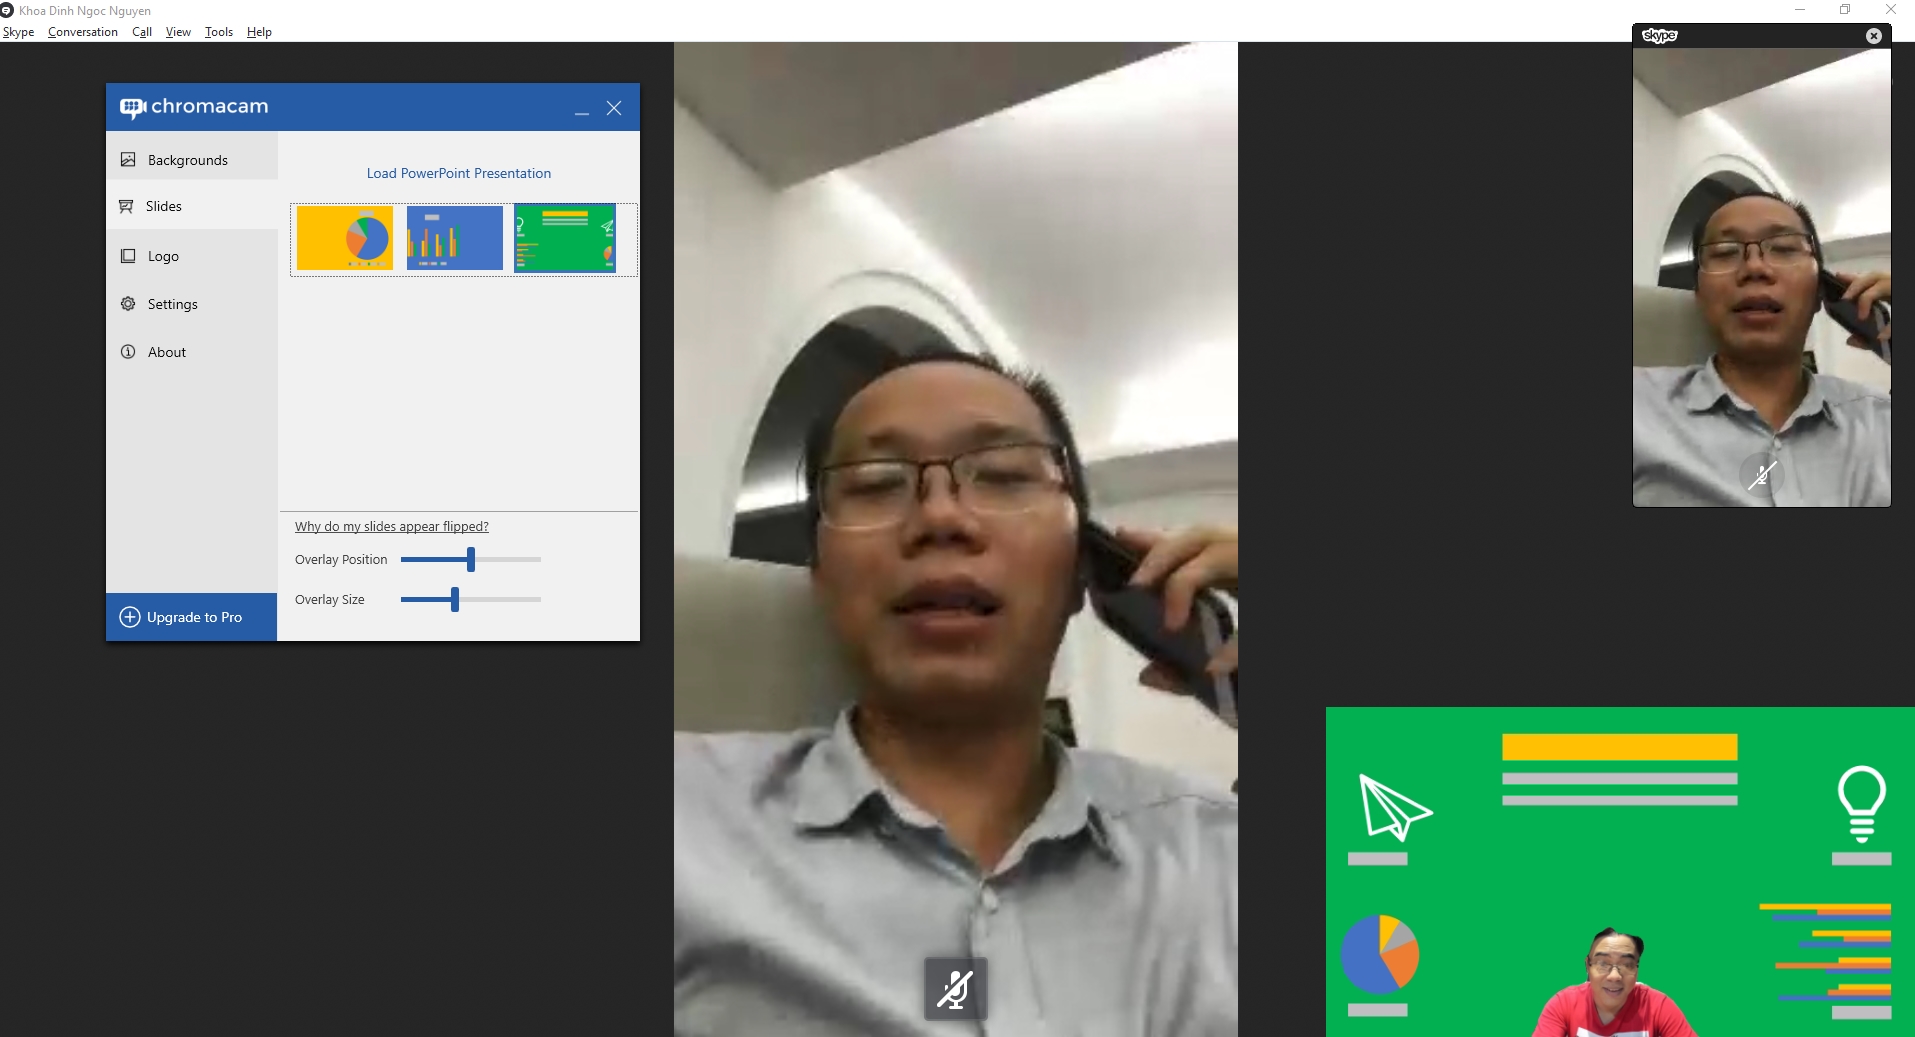 Khoa Dinh Ngoc Nguyen
Skype Conversation Call View Tools Help
skype
chromacam
Backgrounds
Slides
Logo
Settings
About
Upgrade to Pro
Load PowerPoint Presentation
Why do my slides appear flipped?
Overlay Position
Overlay Size